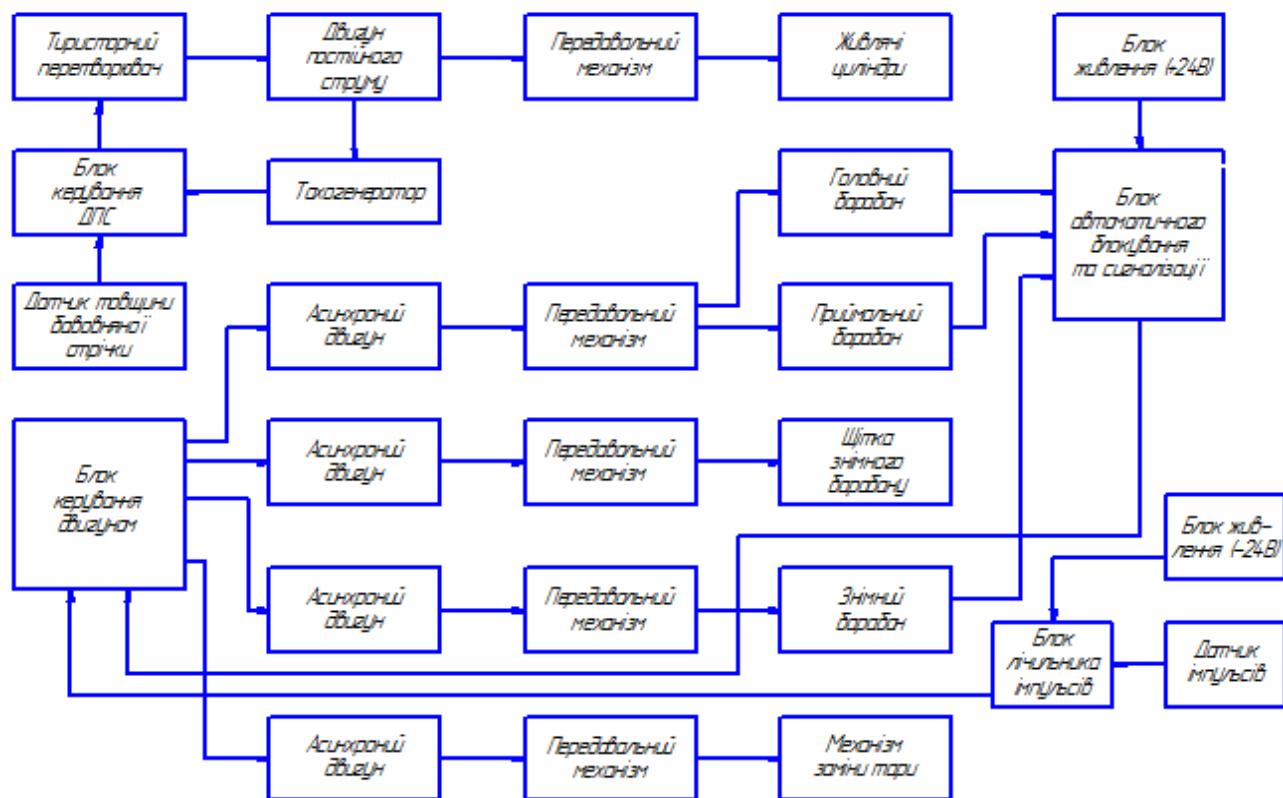 Тиристорний
перетворювач
Двигун
постійного
струму
Передавальний
механізм
Живлячі
циліндри
Блок
живлення (+24В)
Блок
керування
ДПС
Тахогенератор
Головний
барабан
Блок
автоматичного
блокування
та сигналізації
Датчик товщини
бавовняної
стрічки
Асинхроний
двигун
Передавальний
механізм
Приймальний
барабан
Блок
керування
двигуном
Асинхроний
двигун
Передавальний
механізм
Щітка
знімного
барабану
Блок жив-
лення (-24В)
Асинхроний
двигун
Передавальний
механізм
Знімний
барабан
Блок
лічильника
імпульсів
Датчик
імпульсів
Асинхроний
двигун
Передавальний
механізм
Механізм
заміни тари